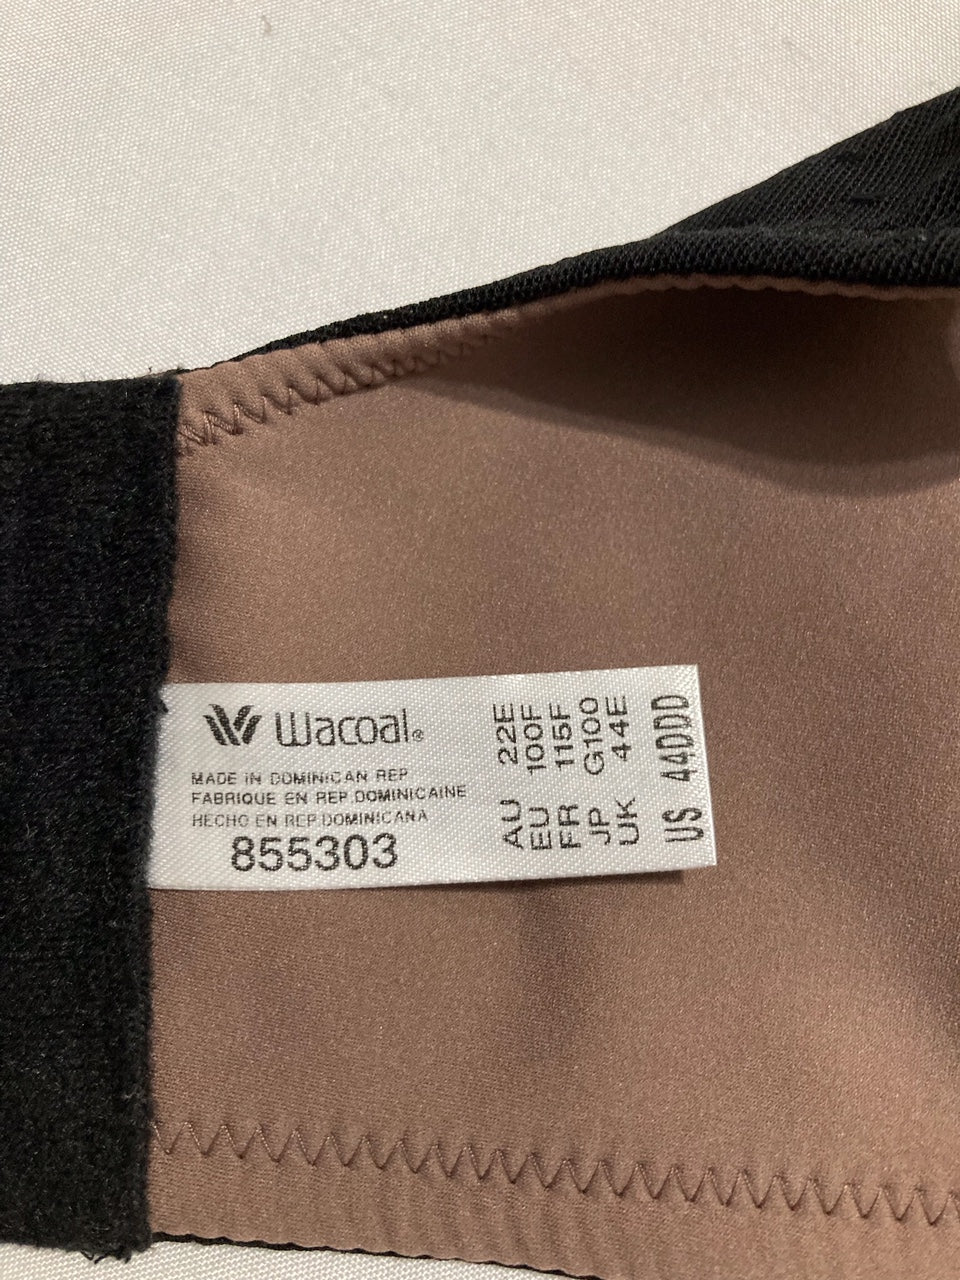 Wacoal®
MADE IN DOMINICAN REP
FABRIQUE EN REP.DOMINICAINE
HECHO EN REP.DOMINICANA
855303
AU 22E
EU 100F
FR 115F
JP G100
UK 44E
US 44DDD